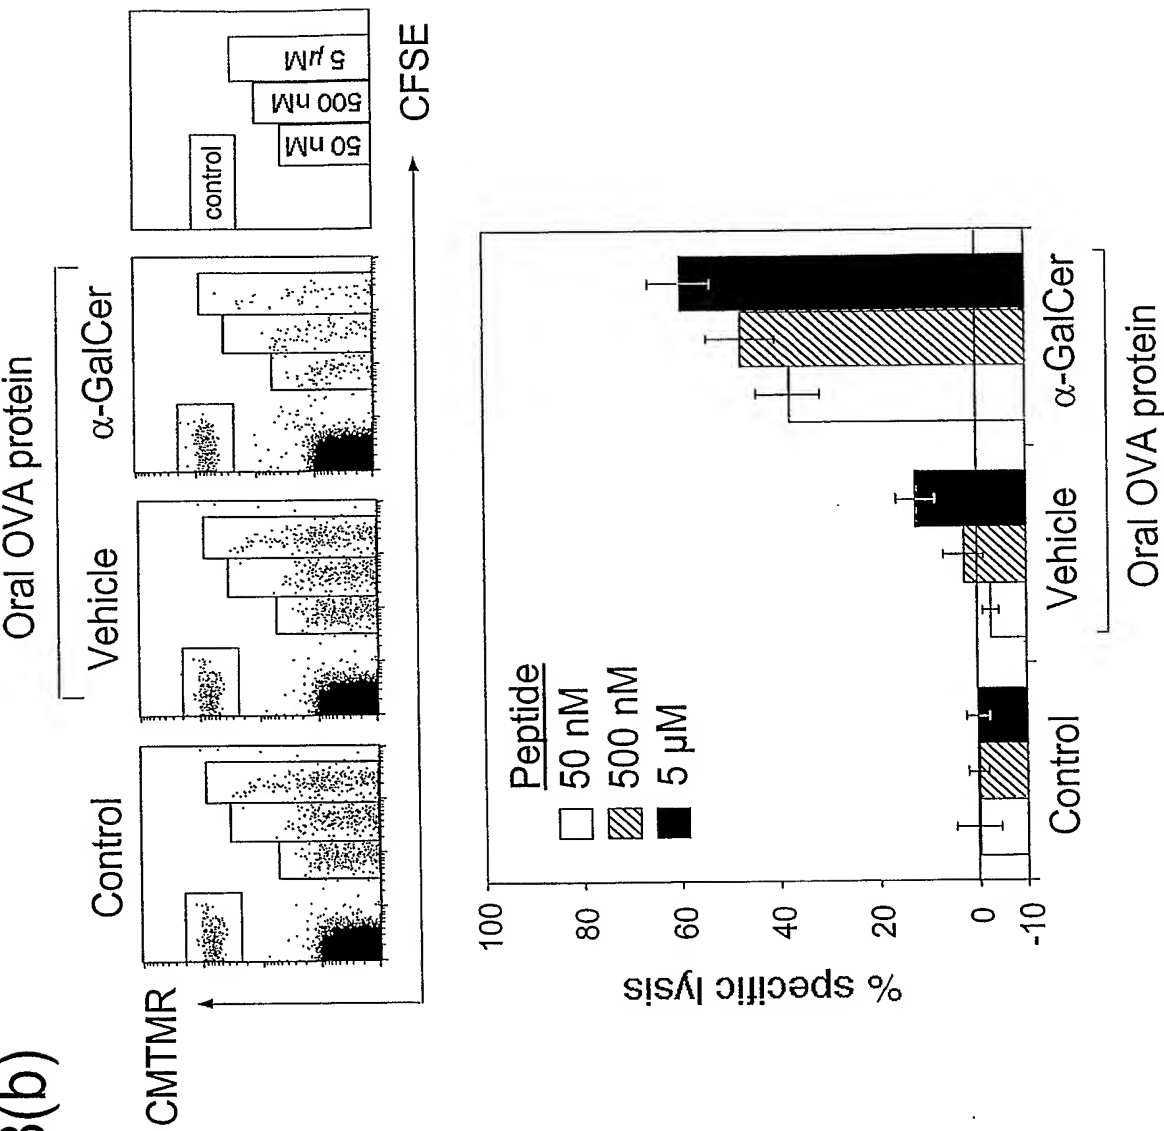 3(b)
Oral OVA protein
Control
Vehicle
α-GalCer
CMTMR
control
50 nM
500 nM
5 µM
CFSE
% specific lysis
100
80
60
40
20
0
-10
Peptide
50 nM
500 nM
5 µM
Control
Vehicle
α-GalCer
Oral OVA protein